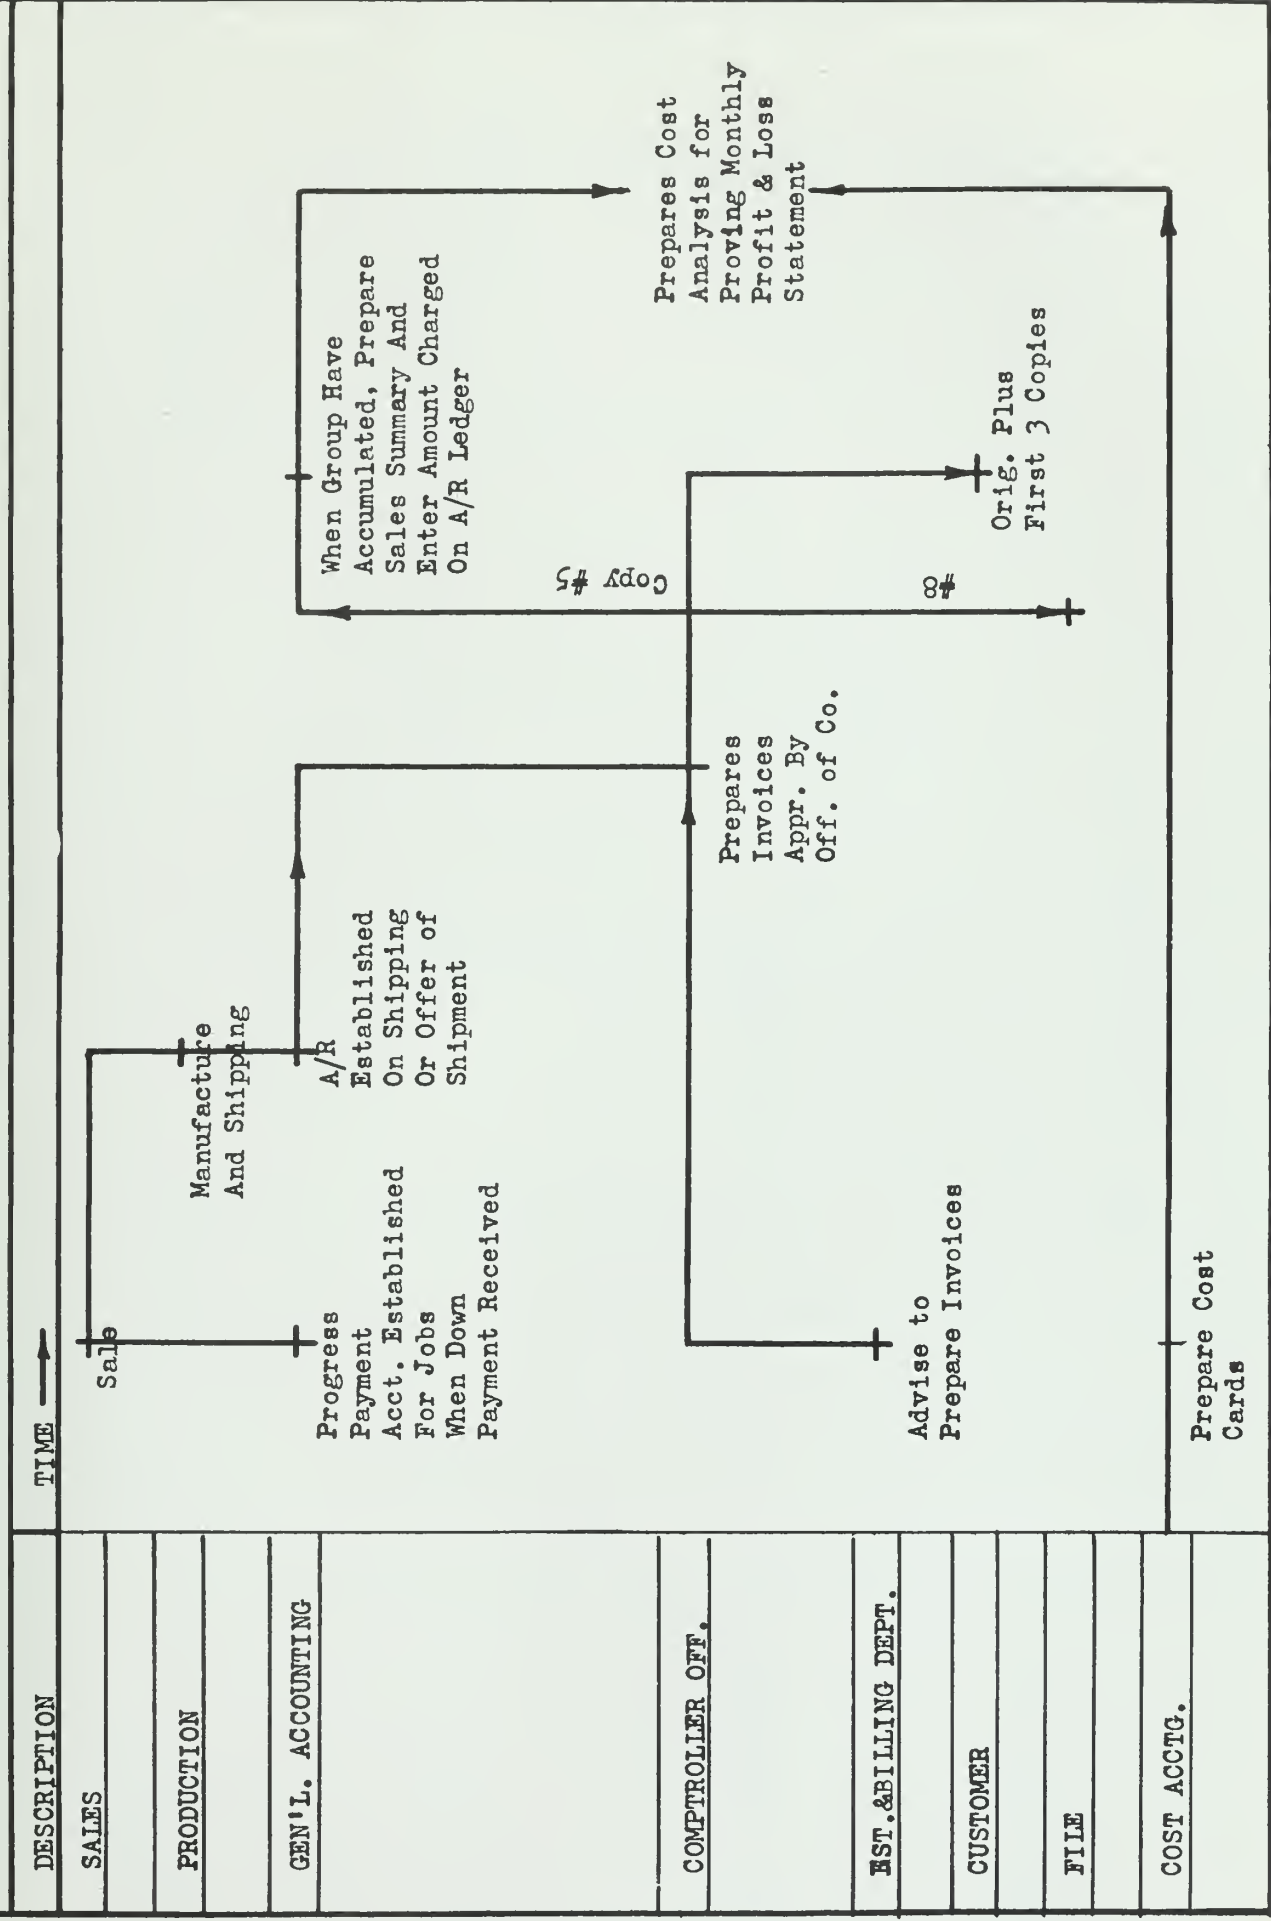 DESCRIPTION
TIME
SALES
Sale
PRODUCTION
Manufacture
And Shipping
GEN'L. ACCOUNTING
Progress
Payment
Acct. Established
For Jobs
When Down
Payment Received
A/R
Established
On Shipping
Or Offer of
Shipment
When Group Have
Accumulated, Prepare
Sales Summary And
Enter Amount Charged
On A/R Ledger
Copy #5
COMPTROLLER OFF.
Prepares
Invoices
Appr. By
Off. of Co.
Prepares Cost
Analysis for
Proving Monthly
Profit & Loss
Statement
EST.&BILLING DEPT.
Advise to
Prepare Invoices
#8
CUSTOMER
Orig. Plus
First 3 Copies
FILE
COST ACCTG.
Prepare Cost
Cards